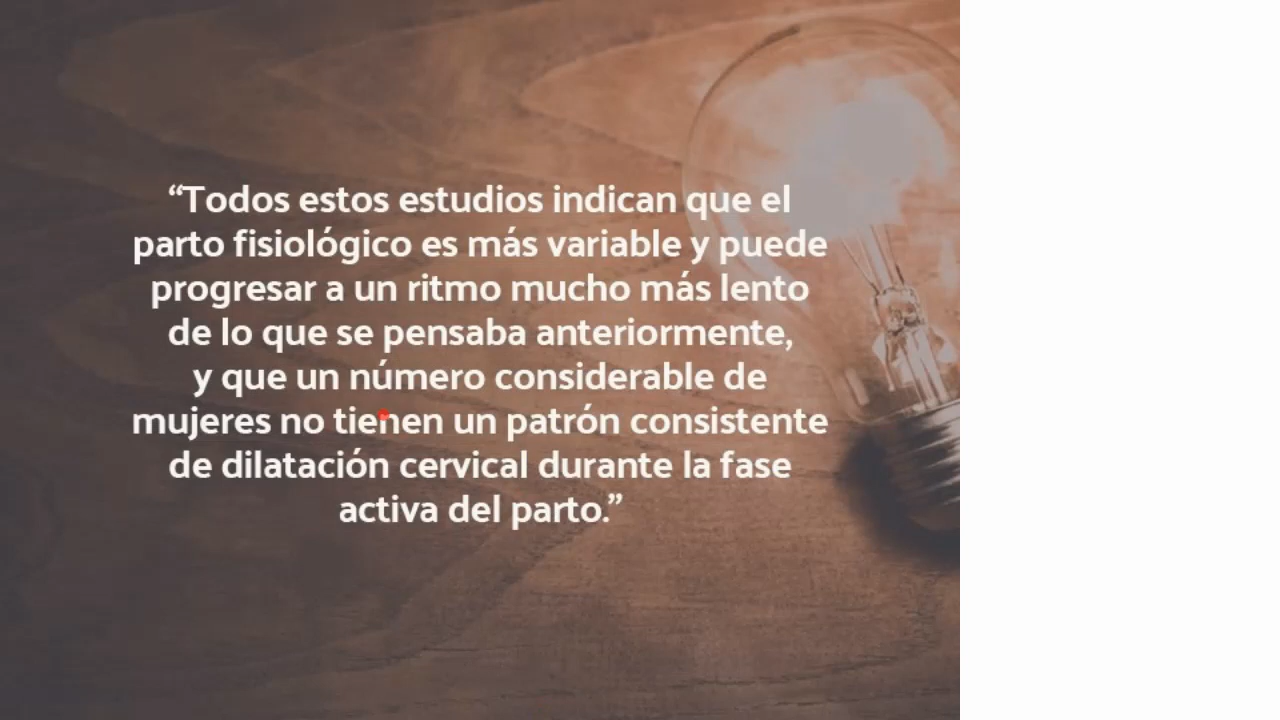 “Todos estos estudios indican que el
parto fisiológico es más variable y puede
progresar a un ritmo mucho más lento
de lo que se pensaba anteriormente,
y que un número considerable de
mujeres no tienen un patrón consistente
de dilatación cervical durante la fase
activa del parto.”